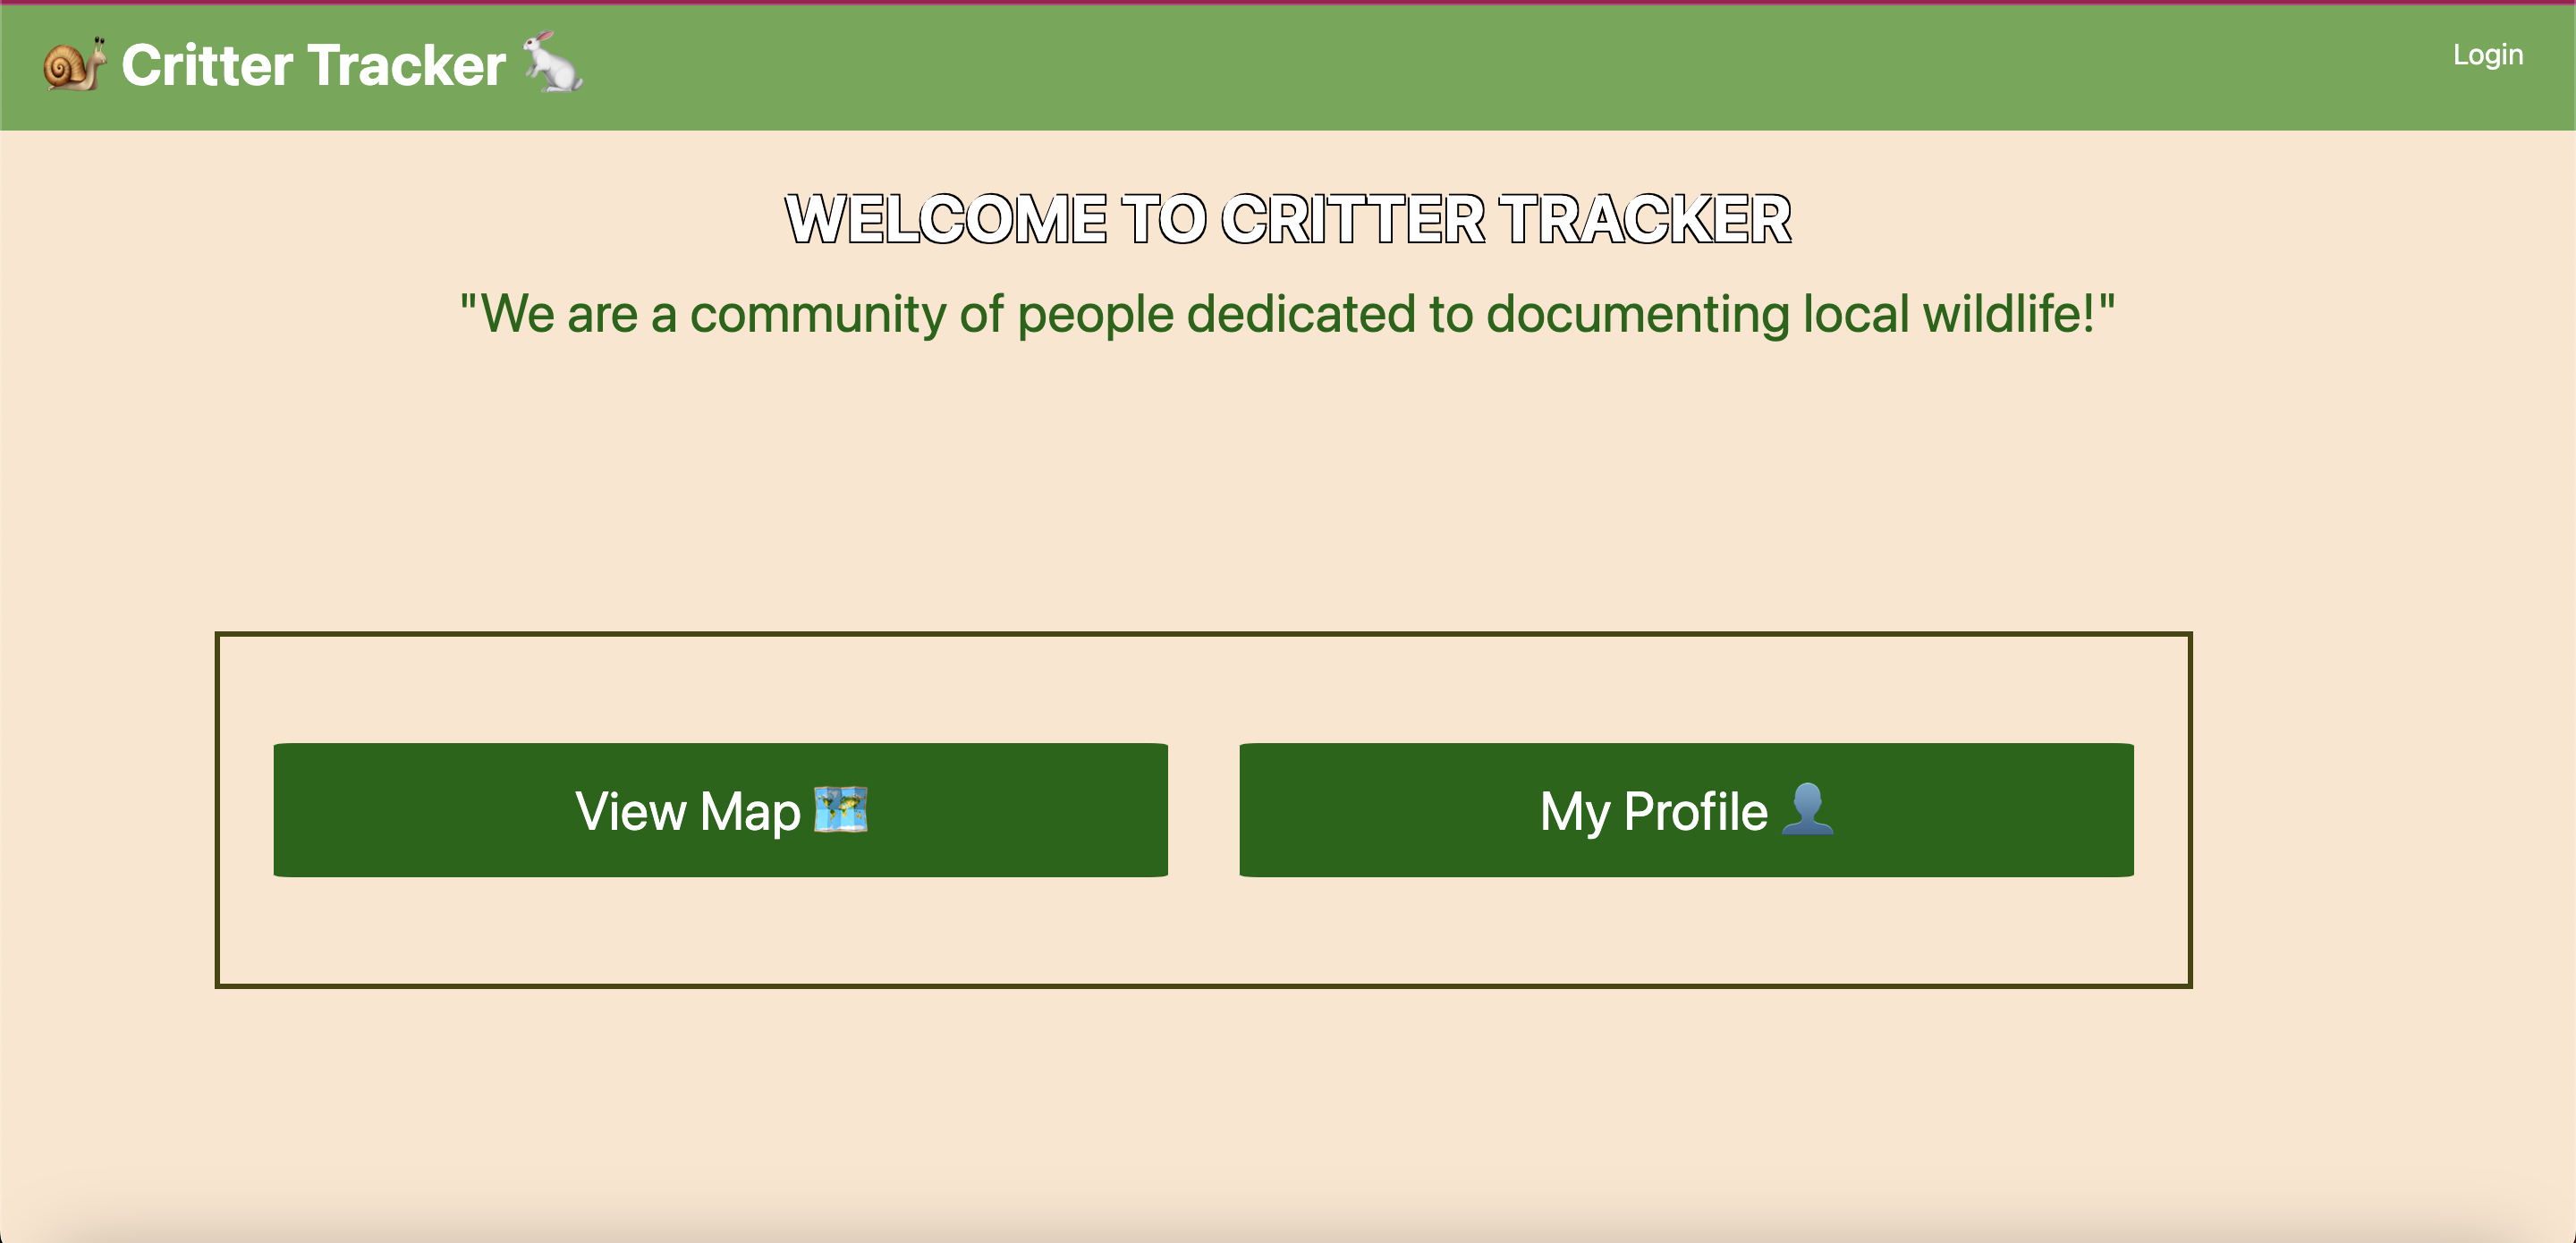 Critter Tracker
Login
WELCOME TO CRITTER TRACKER
"We are a community of people dedicated to documenting local wildlife!"
View Map
My Profile